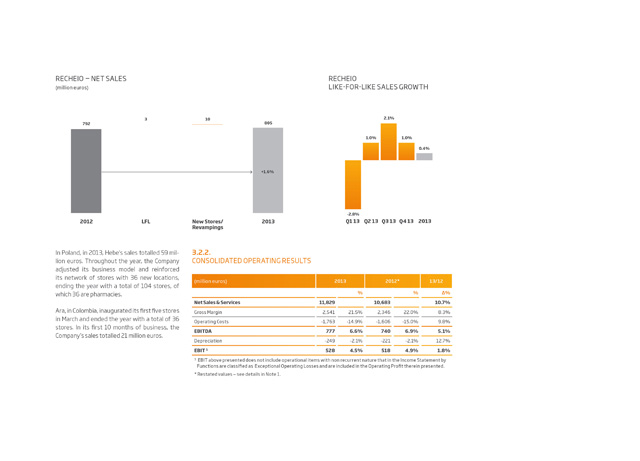 RECHEIO – NET SALES
(million euros)
792
3
10
805
+1.6%
2012
LFL
New Stores/
Revampings
2013
RECHEIO
LIKE-FOR-LIKE SALES GROWTH
2.1%
1.0%
1.0%
0.4%
-2.8%
Q1 13 Q2 13 Q3 13 Q4 13 2013
In Poland, in 2013, Hebe's sales totalled 59 mil-
lion euros. Throughout the year, the Company
adjusted its business model and reinforced
its network of stores with 36 new locations,
ending the year with a total of 104 stores, of
which 36 are pharmacies.
Ara, in Colombia, inaugurated its first five stores
in March and ended the year with a total of 36
stores. In its first 10 months of business, the
Company's sales totalled 21 million euros.
3.2.2.
CONSOLIDATED OPERATING RESULTS
(million euros) 2013 2012* 13/12
% % Δ%
Net Sales & Services 11,829 10,683 10.7%
Gross Margin 2,541 21.5% 2,346 22.0% 8.3%
Operating Costs -1,763 -14.9% -1,606 -15.0% 9.8%
EBITDA 777 6.6% 740 6.9% 5.1%
Depreciation -249 -2.1% -221 -2.1% 12.7%
EBIT ¹ 528 4.5% 518 4.9% 1.8%
¹ EBIT above presented does not include operational items with non recurrent nature that in the Income Statement by
Functions are classified as Exceptional Operating Losses and are included in the Operating Profit therein presented.
* Restated values – see details in Note 1.